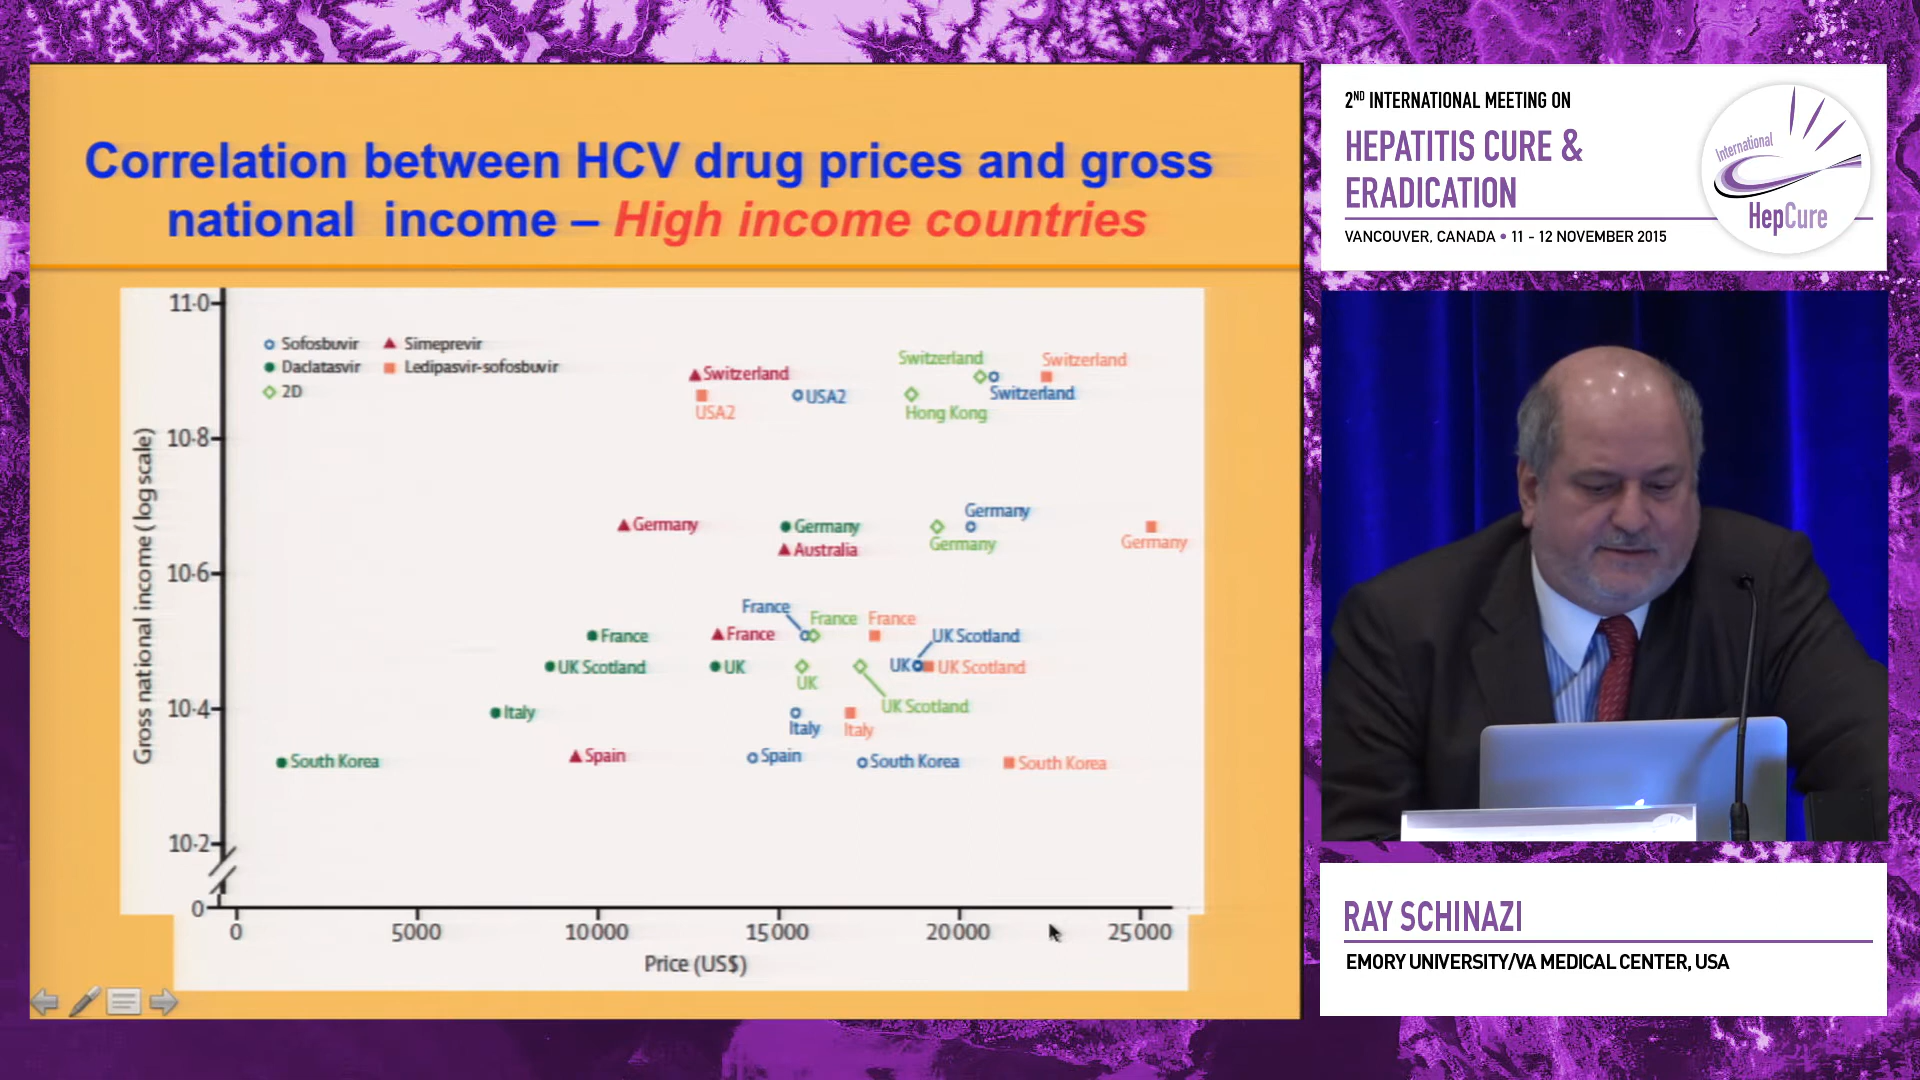 Correlation between HCV drug prices and gross
national income – High income countries
11·0
10·8
10·6
10·4
10·2
0
Gross national income (log scale)
Sofosbuvir
Simeprevir
Daclatasvir
Ledipasvir-sofosbuvir
2D
Switzerland
Switzerland
Switzerland
Switzerland
USA2
USA2
Hong Kong
Germany
Germany
Germany
Germany
Germany
Australia
France
France
France
France
France
UK Scotland
UK Scotland
UK
UK
UK
UK Scotland
UK Scotland
Italy
Italy
Italy
South Korea
Spain
Spain
South Korea
South Korea
0
5000
10000
15000
20000
25000
Price (US$)
2ND INTERNATIONAL MEETING ON
HEPATITIS CURE &
ERADICATION
VANCOUVER, CANADA • 11 - 12 NOVEMBER 2015
International
HepCure
RAY SCHINAZI
EMORY UNIVERSITY/VA MEDICAL CENTER, USA